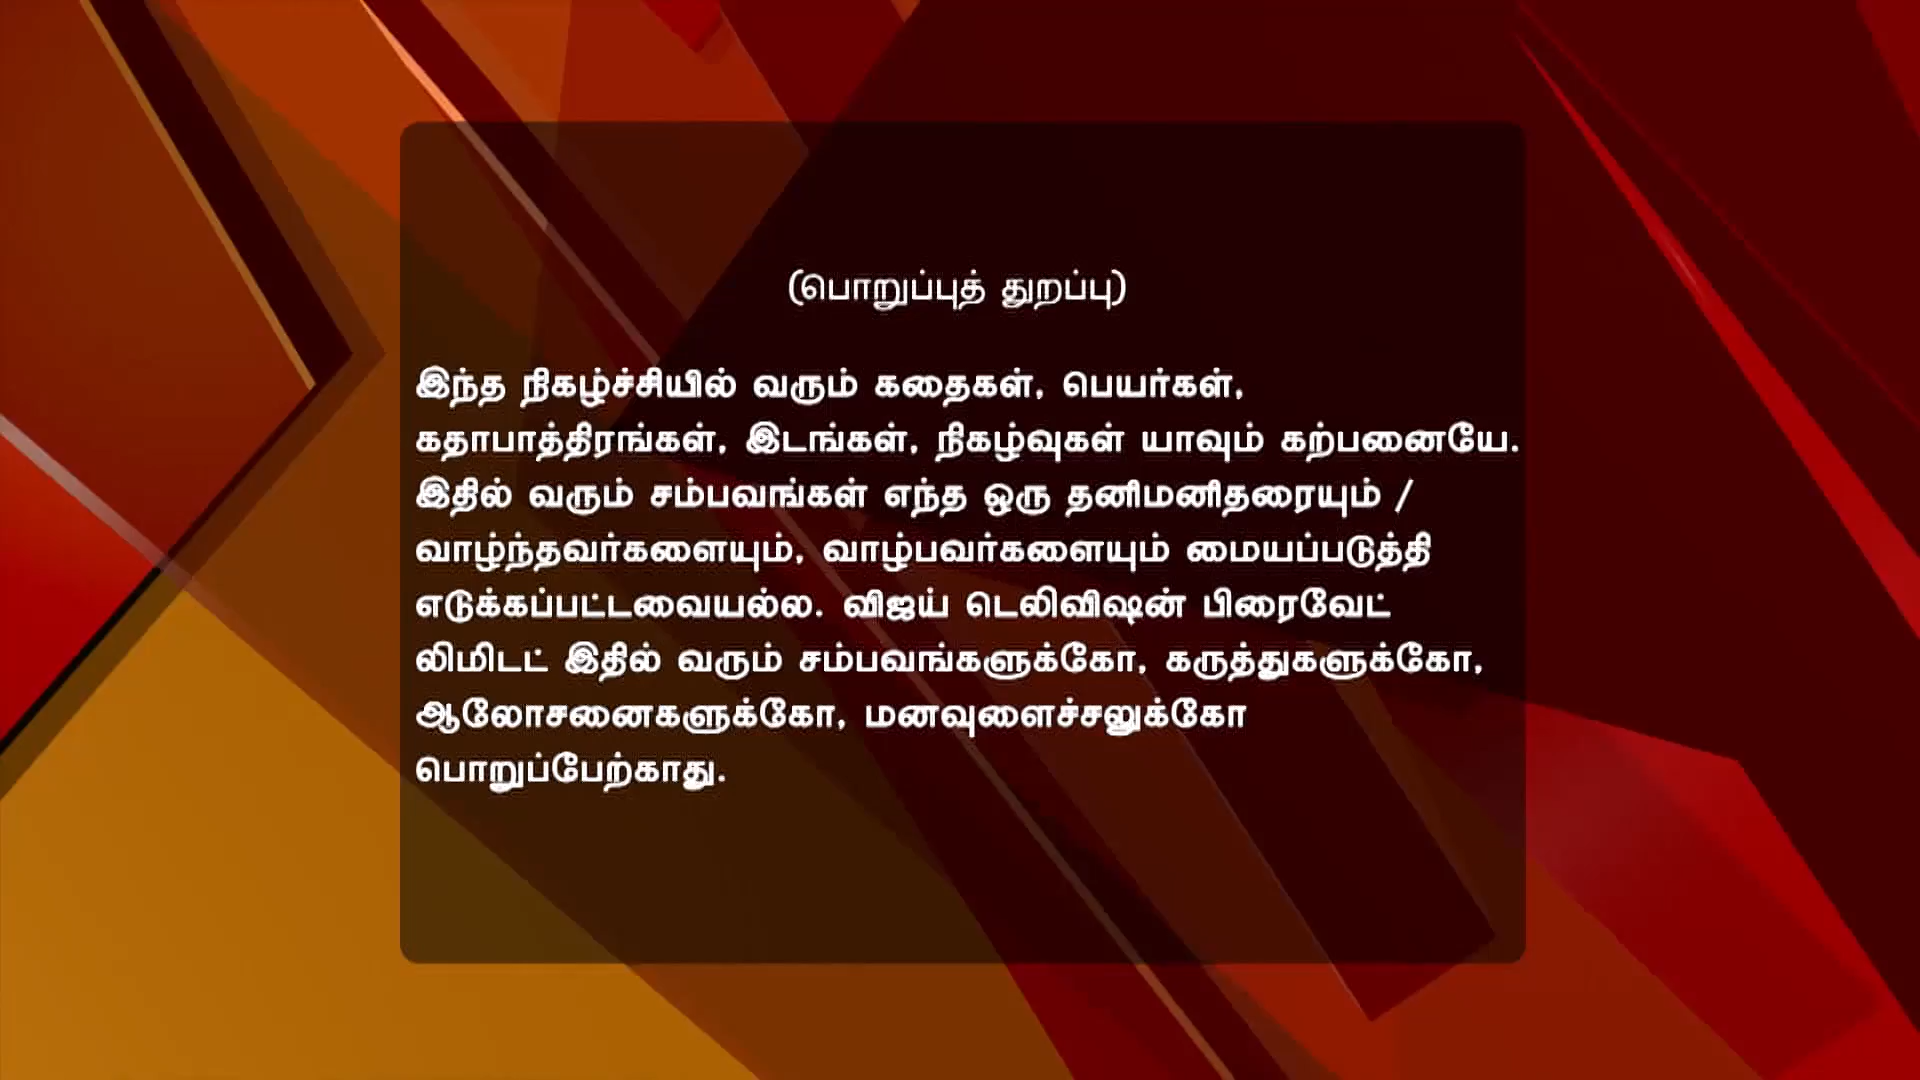 (பொறுப்புத் துறப்பு)
இந்த நிகழ்ச்சியில் வரும் கதைகள், பெயர்கள்,
கதாபாத்திரங்கள், இடங்கள், நிகழ்வுகள் யாவும் கற்பனையே.
இதில் வரும் சம்பவங்கள் எந்த ஒரு தனிமனிதரையும் /
வாழ்ந்தவர்களையும், வாழ்பவர்களையும் மையப்படுத்தி
எடுக்கப்பட்டவையல்ல. விஜய் டெலிவிஷன் பிரைவேட்
லிமிடட் இதில் வரும் சம்பவங்களுக்கோ, கருத்துகளுக்கோ,
ஆலோசனைகளுக்கோ, மனவுளைச்சலுக்கோ
பொறுப்பேற்காது.